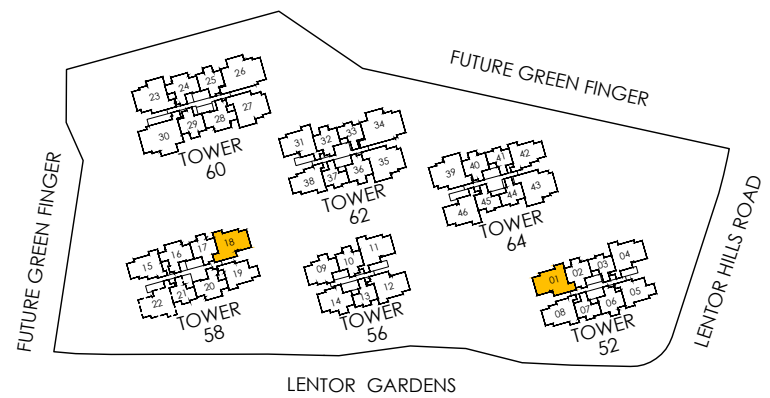 FUTURE GREEN FINGER
23 24 25 26
30 29 28 27
TOWER
60
31 32 33 34
38 37 36 35
TOWER
62
39 40 41 42
46 45 44 43
TOWER
64
FUTURE GREEN FINGER
15 16 17 18
22 21 20 19
TOWER
58
09 10 11
14 13 12
TOWER
56
01 02 03 04
08 07 06 05
TOWER
52
LENTOR HILLS ROAD
LENTOR GARDENS